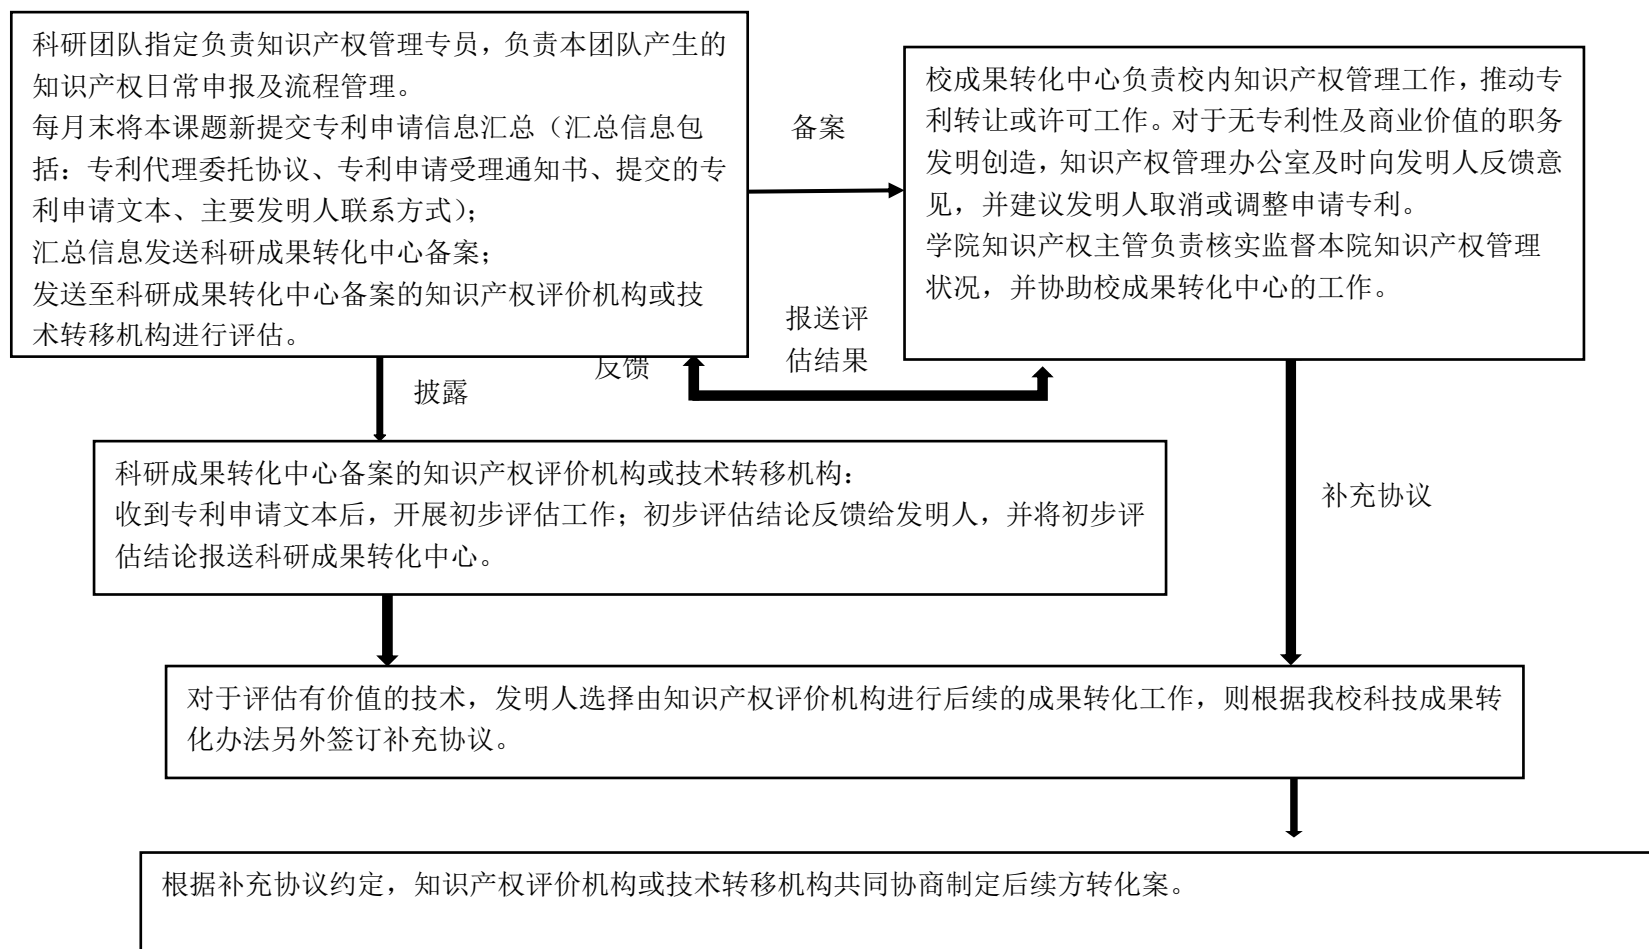 科研团队指定负责知识产权管理专员，负责本团队产生的
知识产权日常申报及流程管理。
每月末将本课题新提交专利申请信息汇总（汇总信息包
括：专利代理委托协议、专利申请受理通知书、提交的专
利申请文本、主要发明人联系方式）；
汇总信息发送科研成果转化中心备案；
发送至科研成果转化中心备案的知识产权评价机构或技
术转移机构进行评估。
备案
校成果转化中心负责校内知识产权管理工作，推动专
利转让或许可工作。对于无专利性及商业价值的职务
发明创造，知识产权管理办公室及时向发明人反馈意
见，并建议发明人取消或调整申请专利。
学院知识产权主管负责核实监督本院知识产权管理
状况，并协助校成果转化中心的工作。
报送评
估结果
反馈
披露
科研成果转化中心备案的知识产权评价机构或技术转移机构：
收到专利申请文本后，开展初步评估工作；初步评估结论反馈给发明人，并将初步评
估结论报送科研成果转化中心。
补充协议
对于评估有价值的技术，发明人选择由知识产权评价机构进行后续的成果转化工作，则根据我校科技成果转
化办法另外签订补充协议。
根据补充协议约定，知识产权评价机构或技术转移机构共同协商制定后续方转化案。